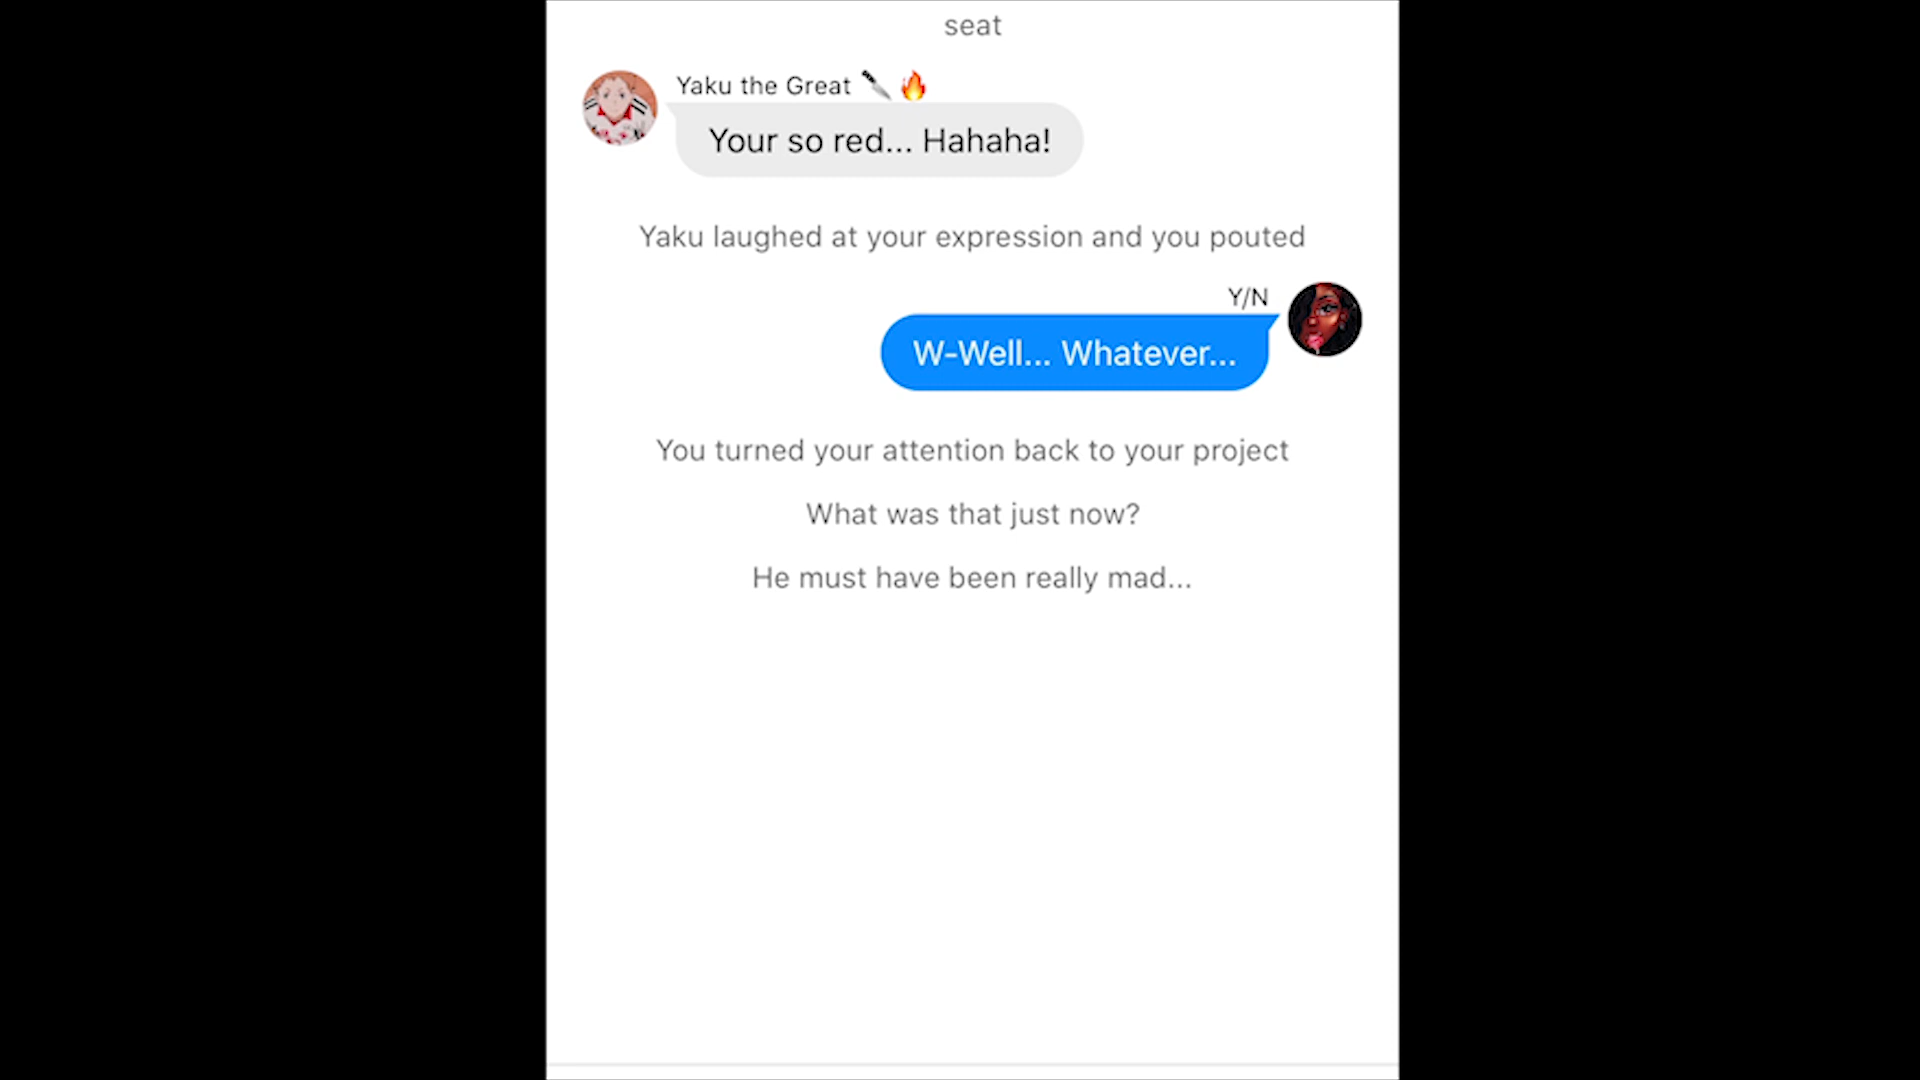 seat
Yaku the Great 🔪 🔥
Your so red... Hahaha!
Yaku laughed at your expression and you pouted
Y/N
W-Well... Whatever...
You turned your attention back to your project
What was that just now?
He must have been really mad...